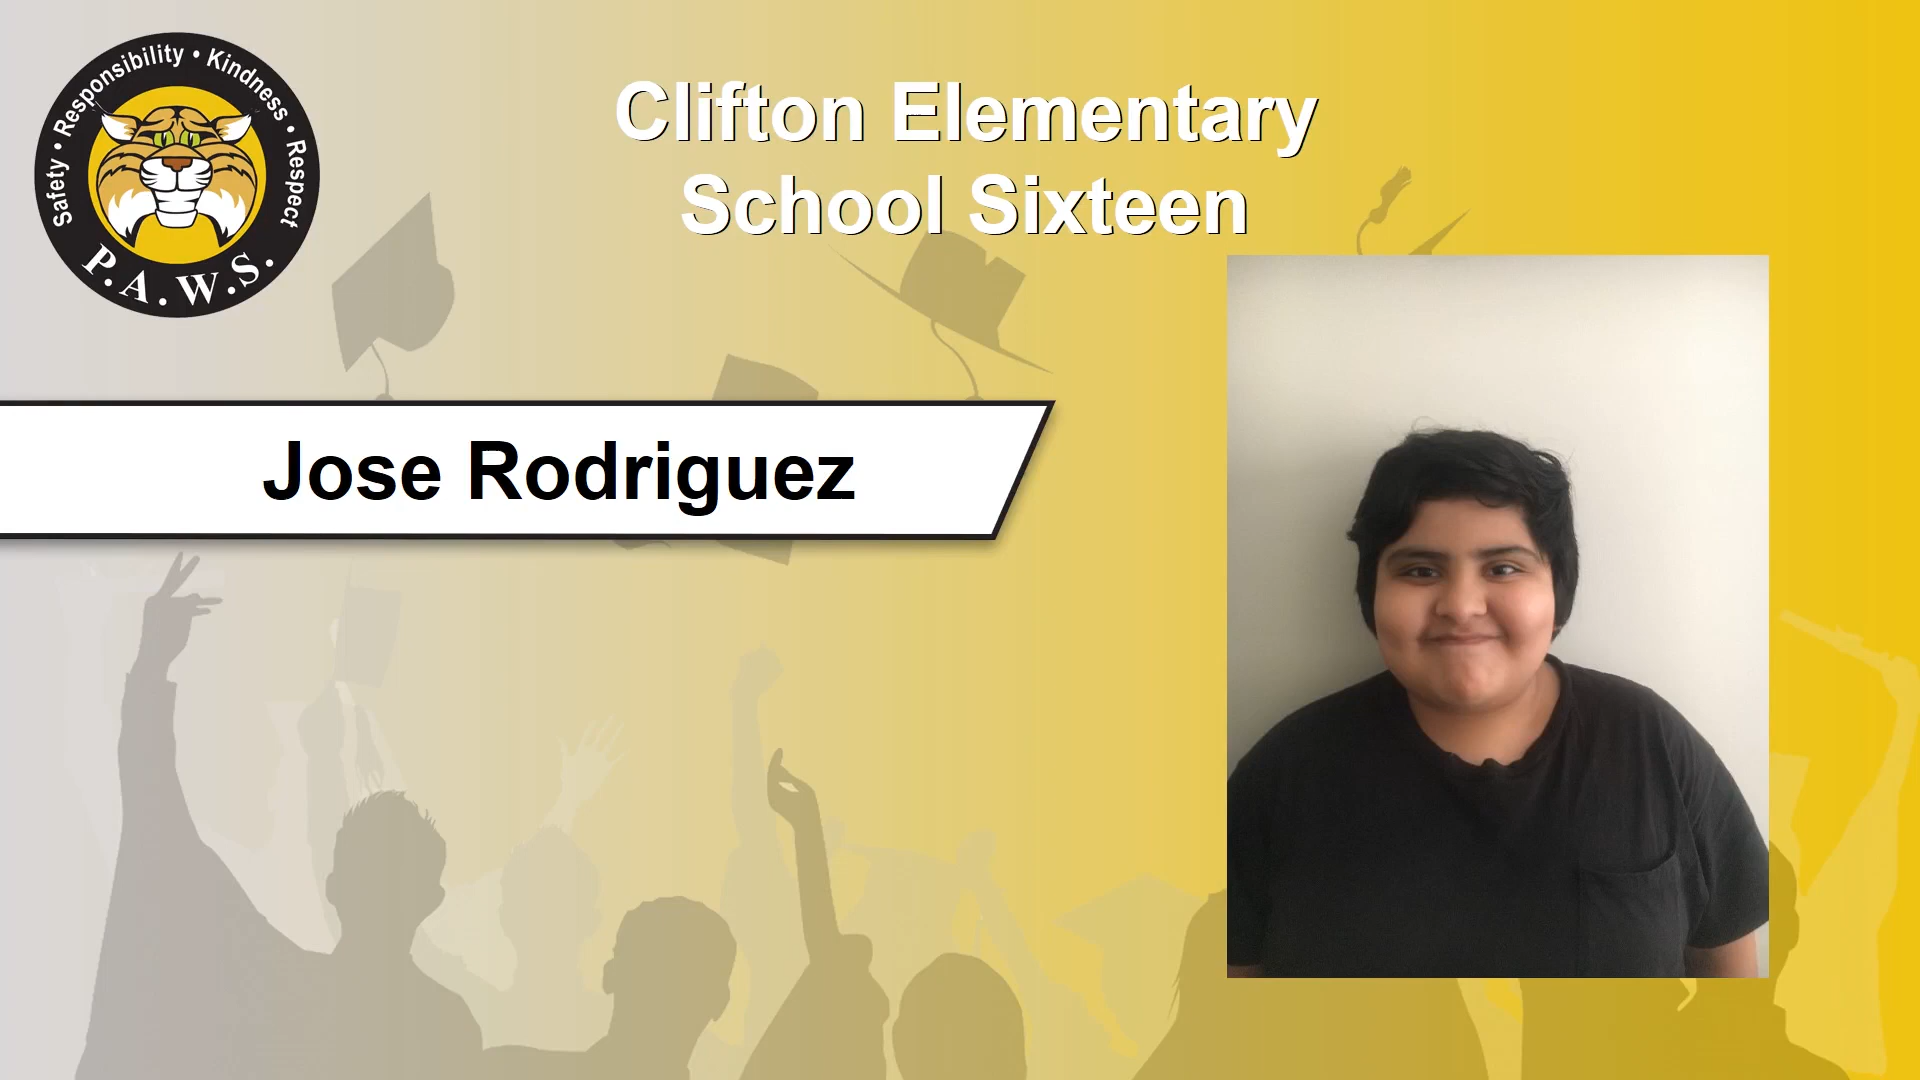 Safety • Responsibility • Kindness • Respect
P.A.W.S.
Clifton Elementary
School Sixteen
Jose Rodriguez